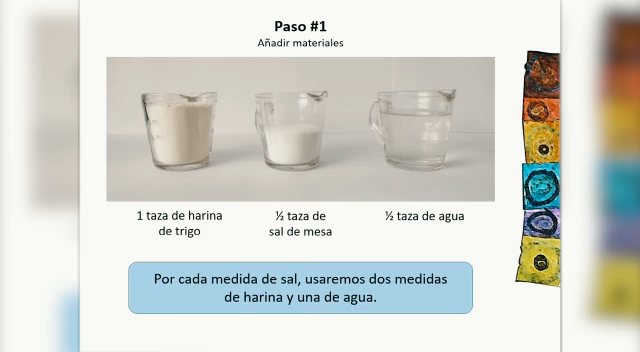 Paso #1
Añadir materiales
1 taza de harina
de trigo
½ taza de
sal de mesa
½ taza de agua
Por cada medida de sal, usaremos dos medidas
de harina y una de agua.